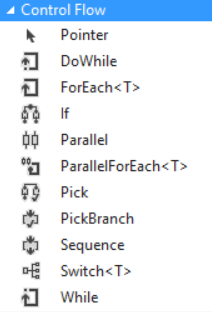 Control Flow
Pointer
DoWhile
ForEach<T>
If
Parallel
ParallelForEach<T>
Pick
PickBranch
Sequence
Switch<T>
While